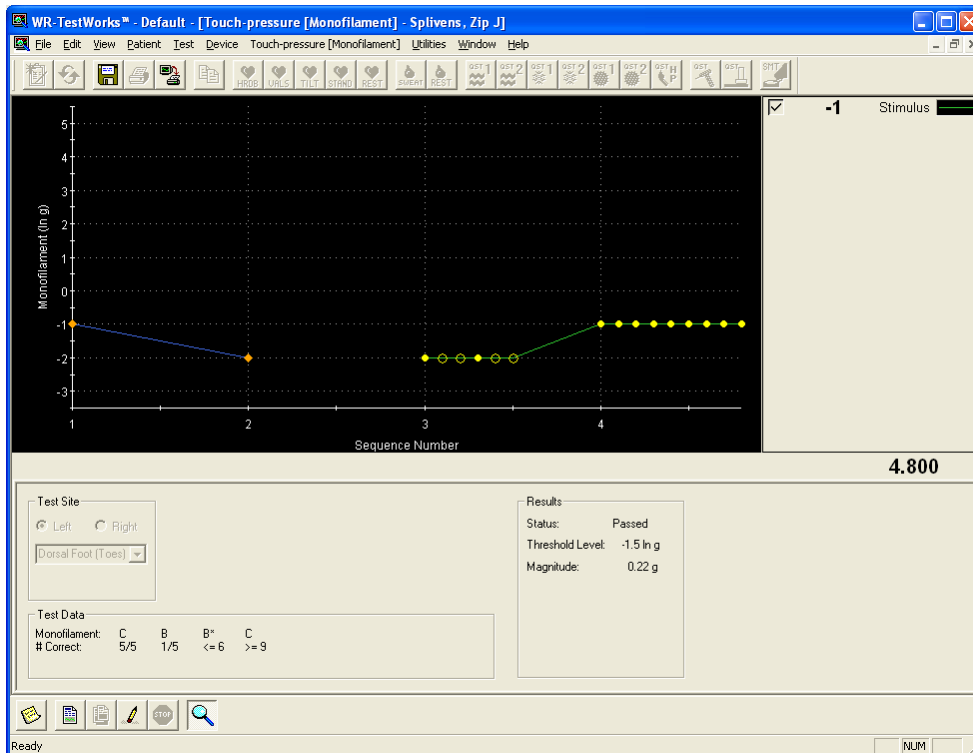 WR-TestWorks™ - Default - [Touch-pressure [Monofilament] - Splivens, Zip J]
File Edit View Patient Test Device Touch-pressure [Monofilament] Utilities Window Help
HRDB VALS TILT STAND REST SWEAT REST QST 1 QST 2 QST 1 QST 2 QST 1 QST 2 QST H P QST QST SMT
-1 Stimulus
5
4
3
2
1
0
-1
-2
-3
Monofilament (ln g)
1 2 3 4
Sequence Number
4.800
Test Site
Left Right
Dorsal Foot (Toes)
Results
Status: Passed
Threshold Level: -1.5 ln g
Magnitude: 0.22 g
Test Data
Monofilament: C B B* C
# Correct: 5/5 1/5 <= 6 >= 9
STOP
Ready NUM